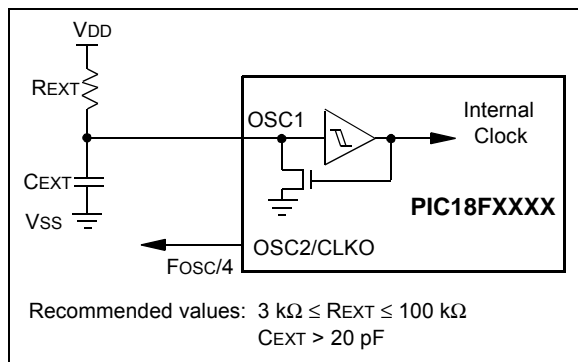 VDD
REXT
OSC1
Internal
Clock
CEXT
PIC18FXXXX
VSS
OSC2/CLKO
FOSC/4
Recommended values: 3 kΩ ≤ REXT ≤ 100 kΩ
CEXT > 20 pF